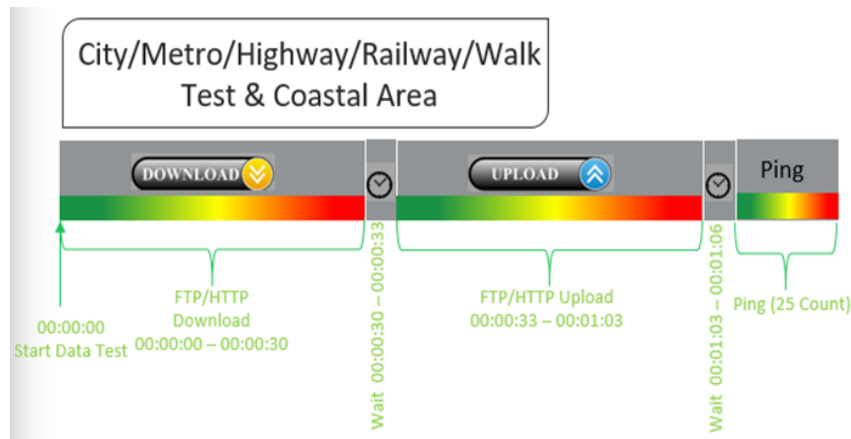 City/Metro/Highway/Railway/Walk
Test & Coastal Area
DOWNLOAD
UPLOAD
Ping
00:00:00
Start Data Test
FTP/HTTP
Download
00:00:00 – 00:00:30
Wait 00:00:30 – 00:00:33
FTP/HTTP Upload
00:00:33 – 00:01:03
Wait 00:01:03 – 00:01:06
Ping (25 Count)